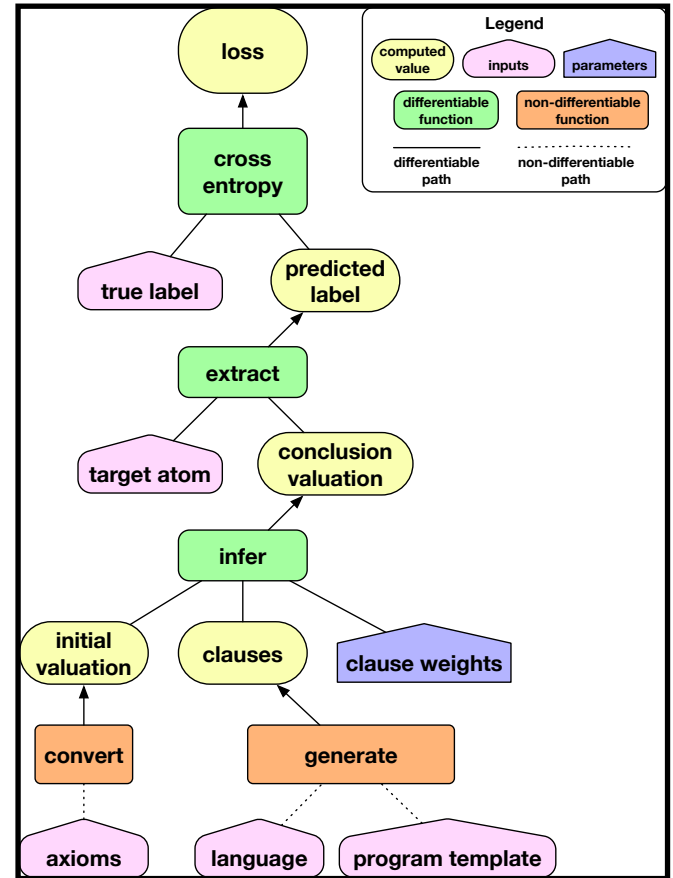 loss
Legend
computed
value
inputs
parameters
differentiable
function
non-differentiable
function
differentiable
path
non-differentiable
path
cross
entropy
true label
predicted
label
extract
target atom
conclusion
valuation
infer
initial
valuation
clauses
clause weights
convert
generate
axioms
language
program template